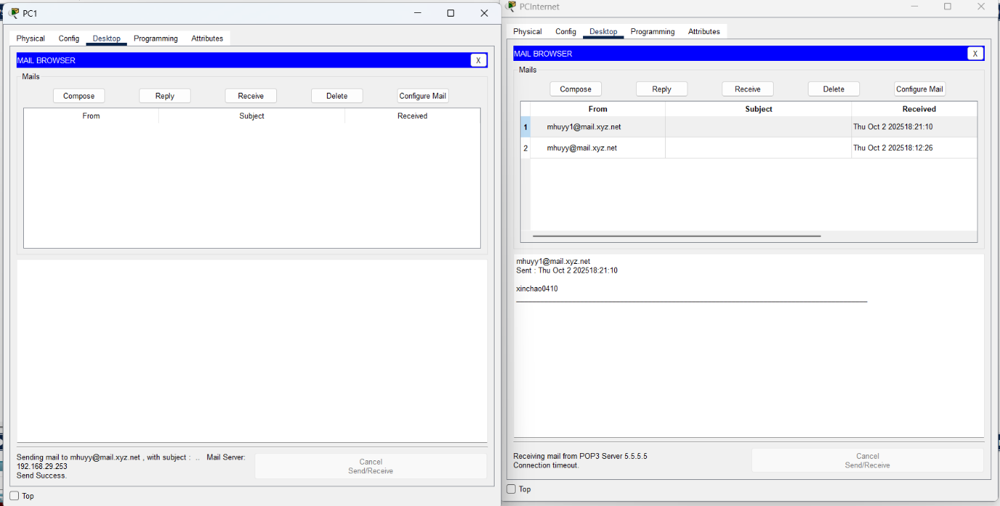 PC1
Physical Config Desktop Programming Attributes
MAIL BROWSER X
Mails
Compose Reply Receive Delete Configure Mail
From Subject Received
Sending mail to mhuyy@mail.xyz.net , with subject : .. Mail Server:
192.168.29.253
Send Success.
Cancel
Send/Receive
Top
PCInternet
Physical Config Desktop Programming Attributes
MAIL BROWSER X
Mails
Compose Reply Receive Delete Configure Mail
From Subject Received
1 mhuyy1@mail.xyz.net Thu Oct 2 202518:21:10
2 mhuyy@mail.xyz.net Thu Oct 2 202518:12:26
mhuyy1@mail.xyz.net
Sent : Thu Oct 2 202518:21:10
xinchao0410
Receiving mail from POP3 Server 5.5.5.5
Connection timeout.
Cancel
Send/Receive
Top